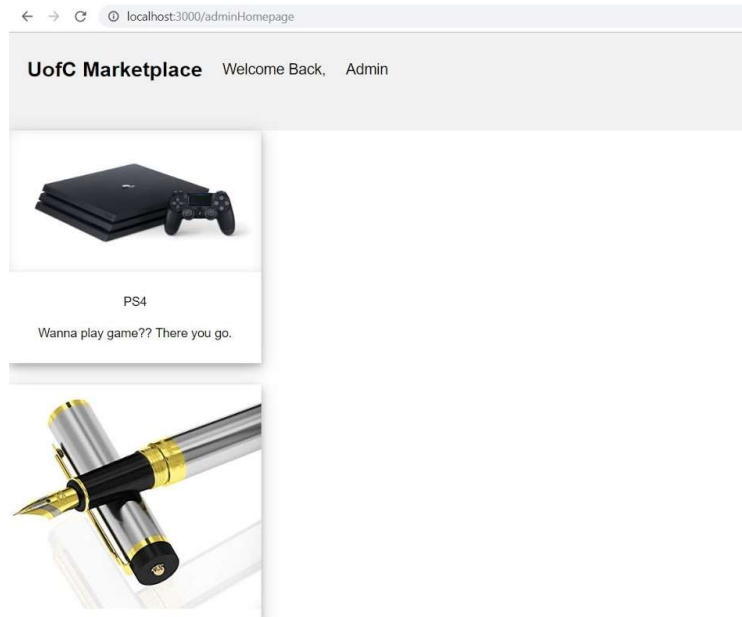 localhost:3000/adminHomepage
UofC Marketplace Welcome Back, Admin
PS4
Wanna play game?? There you go.